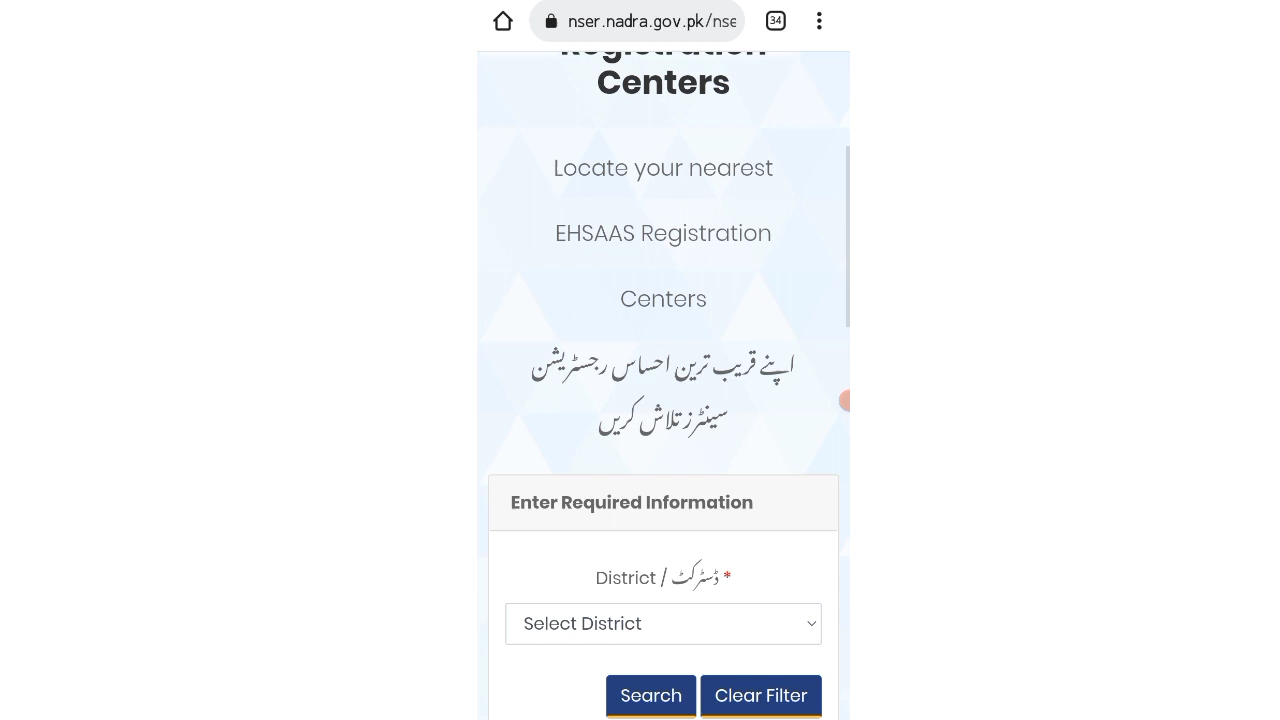 nser.nadra.gov.pk/nse
34
Registration
Centers
Locate your nearest
EHSAAS Registration
Centers
اپنے قریب ترین احساس رجسٹریشن
سینٹرز تلاش کریں
Enter Required Information
District / ڈسٹرکٹ *
Select District
Search Clear Filter